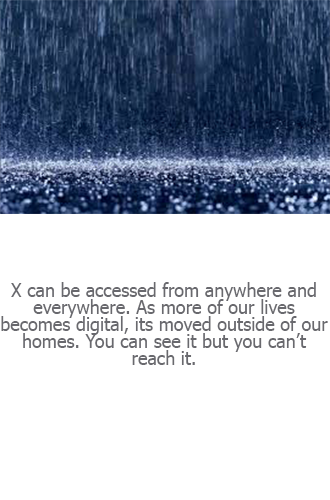 X can be accessed from anywhere and
everywhere. As more of our lives
becomes digital, its moved outside of our
homes. You can see it but you can’t
reach it.